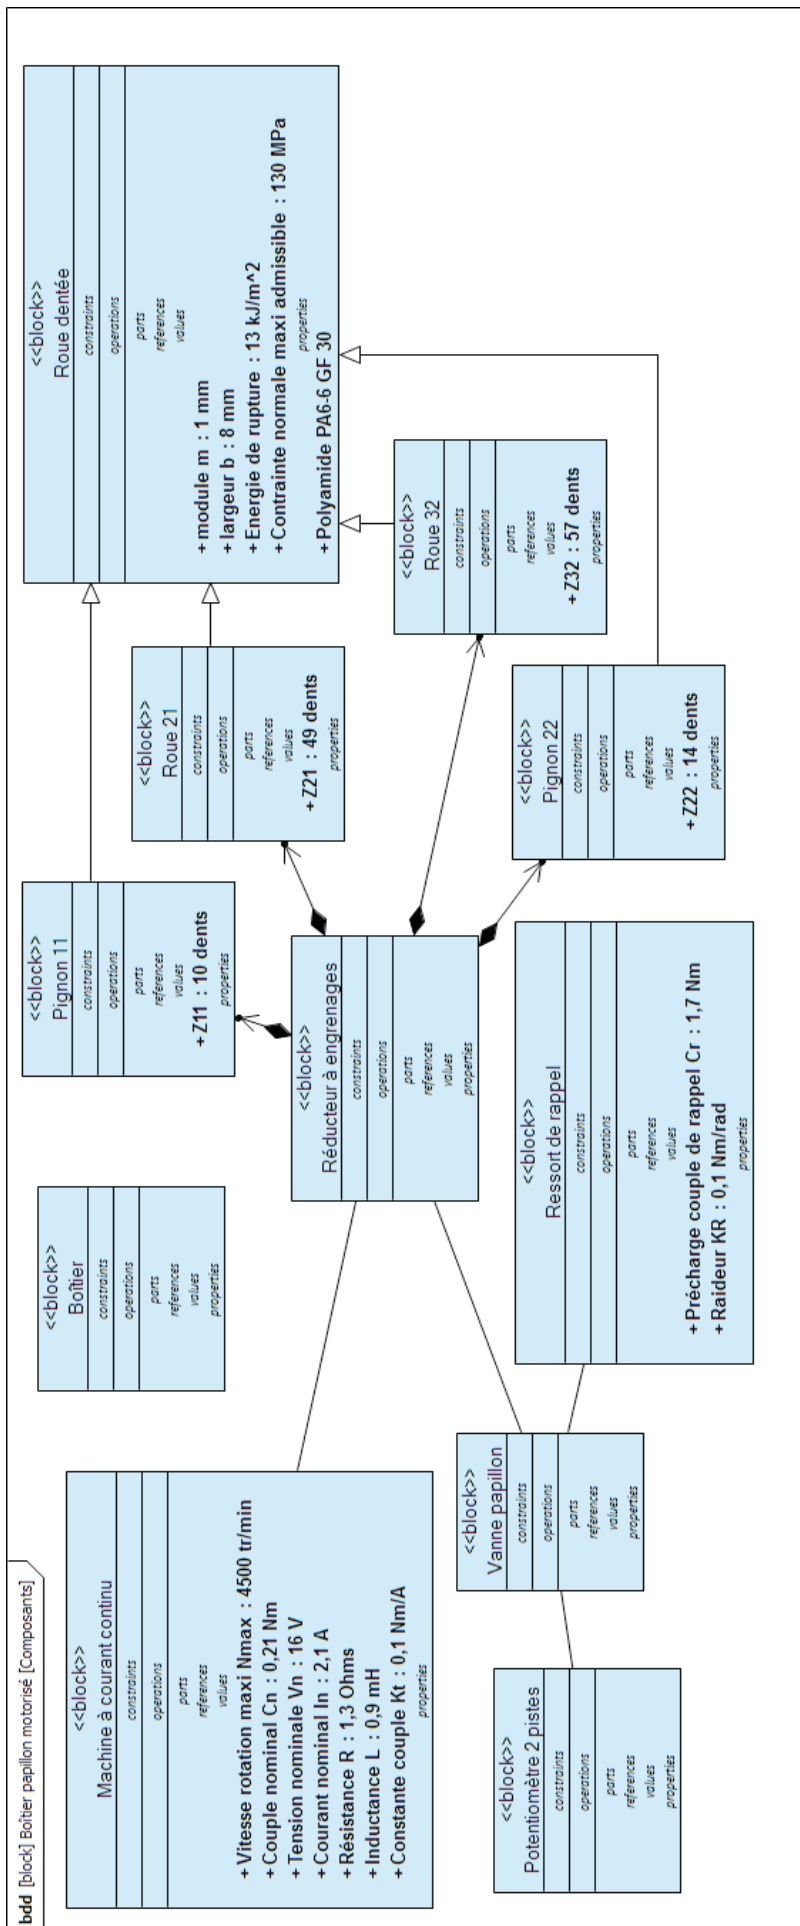 bdd [block] Boîtier papillon motorisé [Composants]
<<block>>
Machine à courant continu
constraints
operations
parts
references
values
+ Vitesse rotation maxi Nmax : 4500 tr/min
+ Couple nominal Cn : 0,21 Nm
+ Tension nominale Vn : 16 V
+ Courant nominal In : 2,1 A
+ Résistance R : 1,3 Ohms
+ Inductance L : 0,9 mH
+ Constante couple Kt : 0,1 Nm/A
properties
<<block>>
Boîtier
constraints
operations
parts
references
values
properties
<<block>>
Pignon 11
constraints
operations
parts
references
values
+ Z11 : 10 dents
properties
<<block>>
Roue 21
constraints
operations
parts
references
values
+ Z21 : 49 dents
properties
<<block>>
Roue dentée
constraints
operations
parts
references
values
+ module m : 1 mm
+ largeur b : 8 mm
+ Energie de rupture : 13 kJ/m^2
+ Contrainte normale maxi admissible : 130 MPa
properties
+ Polyamide PA6-6 GF 30
<<block>>
Réducteur à engrenages
constraints
operations
parts
references
values
properties
<<block>>
Roue 32
constraints
operations
parts
references
values
+ Z32 : 57 dents
properties
<<block>>
Potentiomètre 2 pistes
constraints
operations
parts
references
values
properties
<<block>>
Vanne papillon
constraints
operations
parts
references
values
properties
<<block>>
Ressort de rappel
constraints
operations
parts
references
values
+ Précharge couple de rappel Cr : 1,7 Nm
+ Raideur KR : 0,1 Nm/rad
properties
<<block>>
Pignon 22
constraints
operations
parts
references
values
+ Z22 : 14 dents
properties